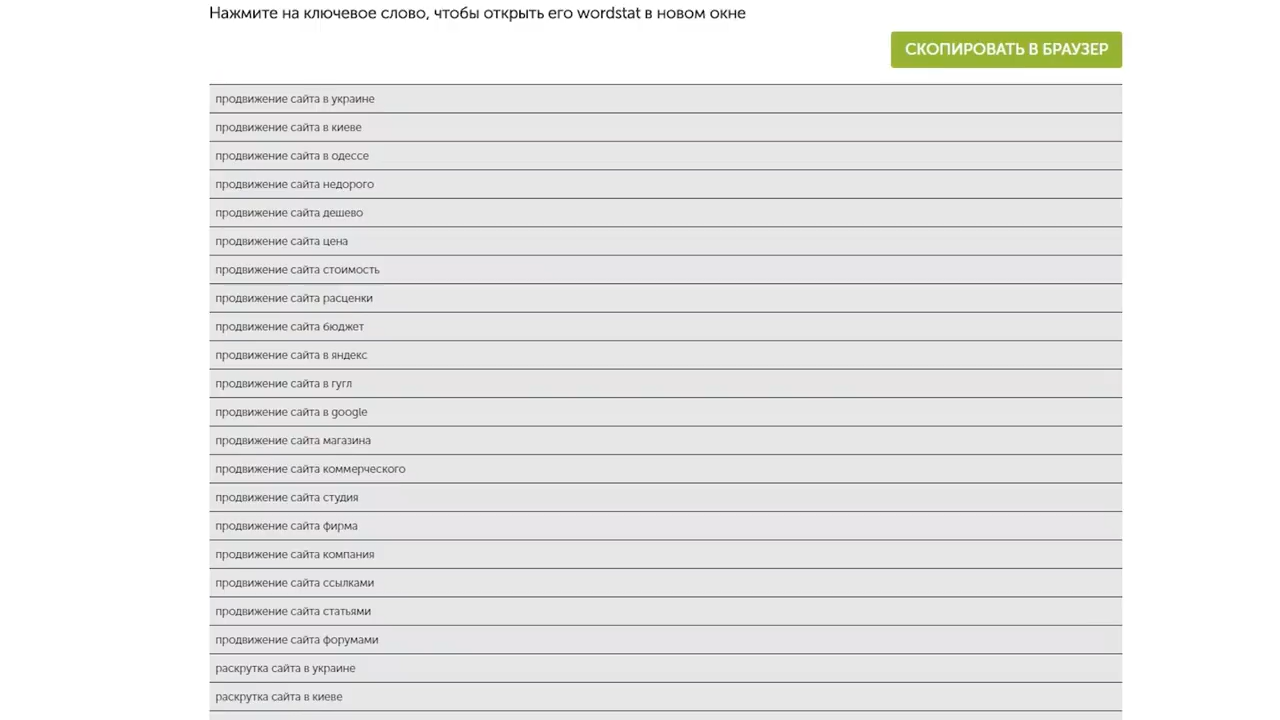 Нажмите на ключевое слово, чтобы открыть его wordstat в новом окне
СКОПИРОВАТЬ В БРАУЗЕР
продвижение сайта в украине
продвижение сайта в киеве
продвижение сайта в одессе
продвижение сайта недорого
продвижение сайта дешево
продвижение сайта цена
продвижение сайта стоимость
продвижение сайта расценки
продвижение сайта бюджет
продвижение сайта в яндекс
продвижение сайта в гугл
продвижение сайта в google
продвижение сайта магазина
продвижение сайта коммерческого
продвижение сайта студия
продвижение сайта фирма
продвижение сайта компания
продвижение сайта ссылками
продвижение сайта статьями
продвижение сайта форумами
раскрутка сайта в украине
раскрутка сайта в киеве